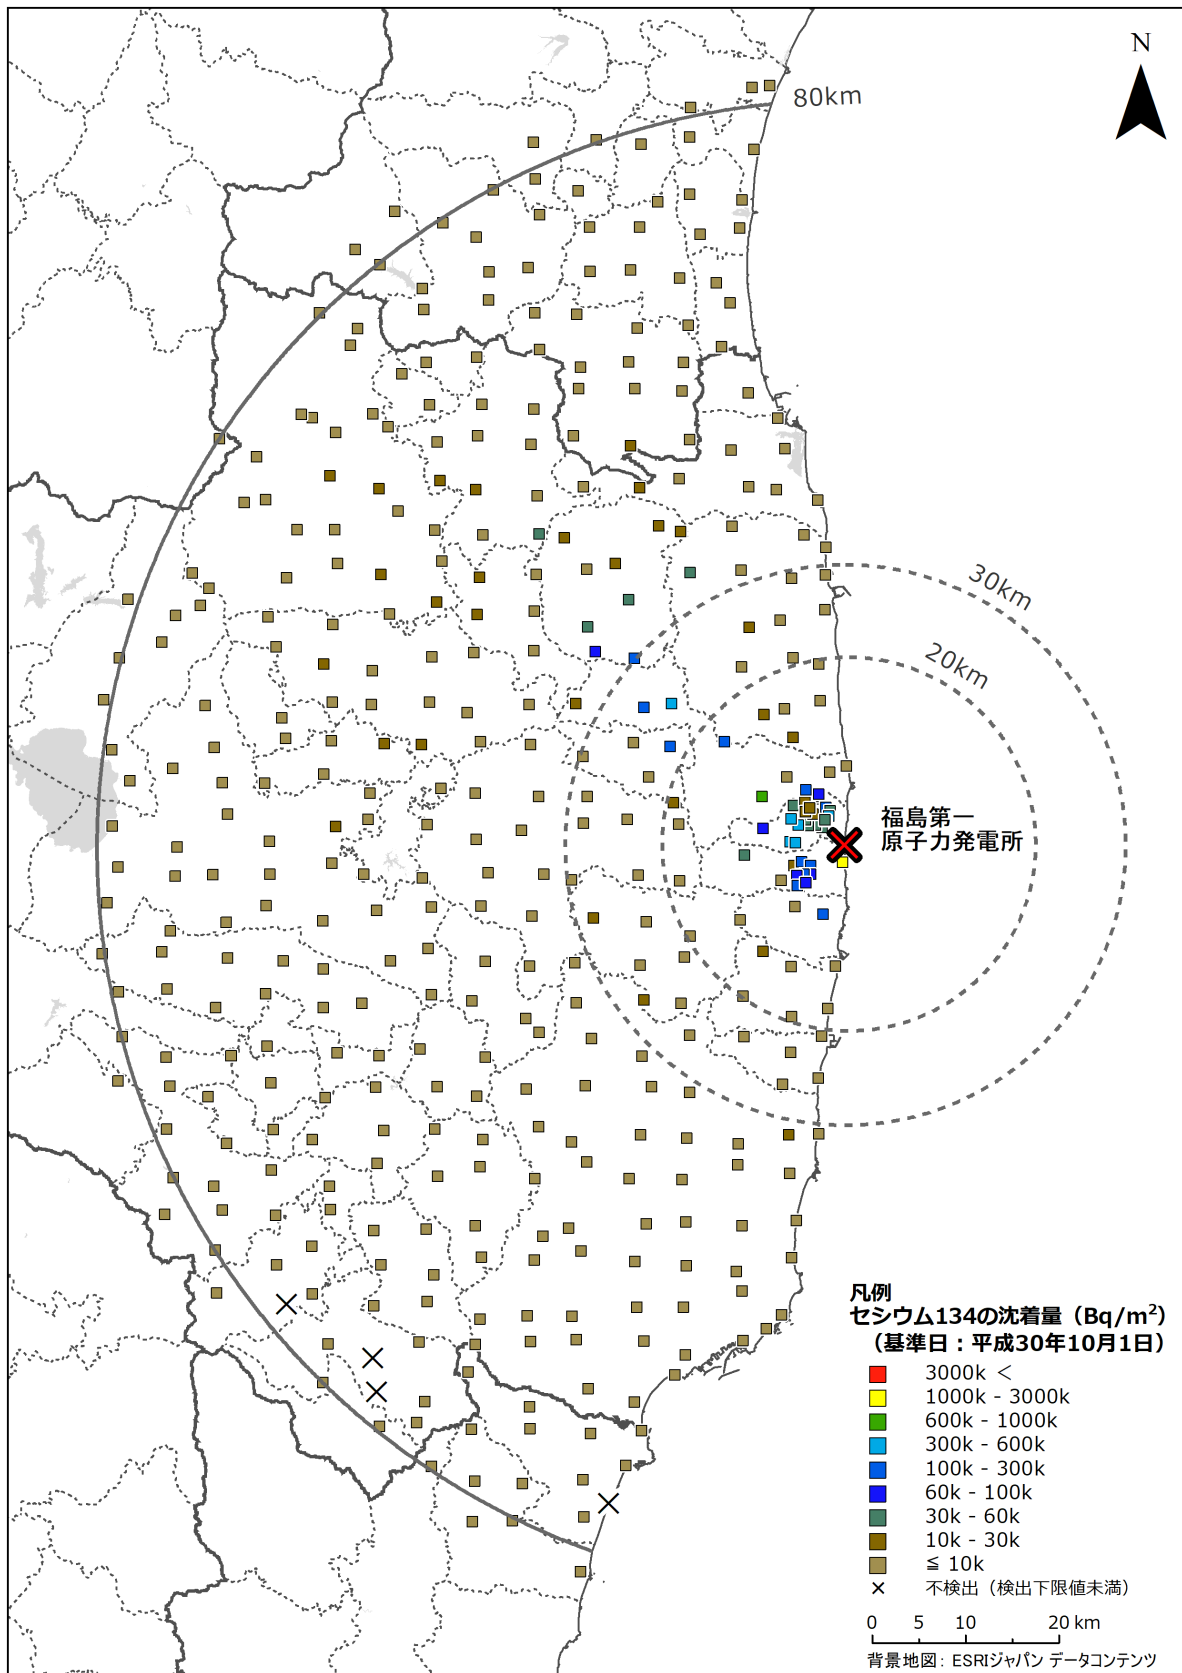 N
80km
30km
20km
福島第一
原子力発電所
凡例
セシウム134の沈着量（Bq/m²）
（基準日：平成30年10月1日）
3000k ＜
1000k - 3000k
600k - 1000k
300k - 600k
100k - 300k
60k - 100k
30k - 60k
10k - 30k
≦ 10k
不検出（検出下限値未満）
0 5 10 20 km
背景地図： ESRIジャパン データコンテンツ